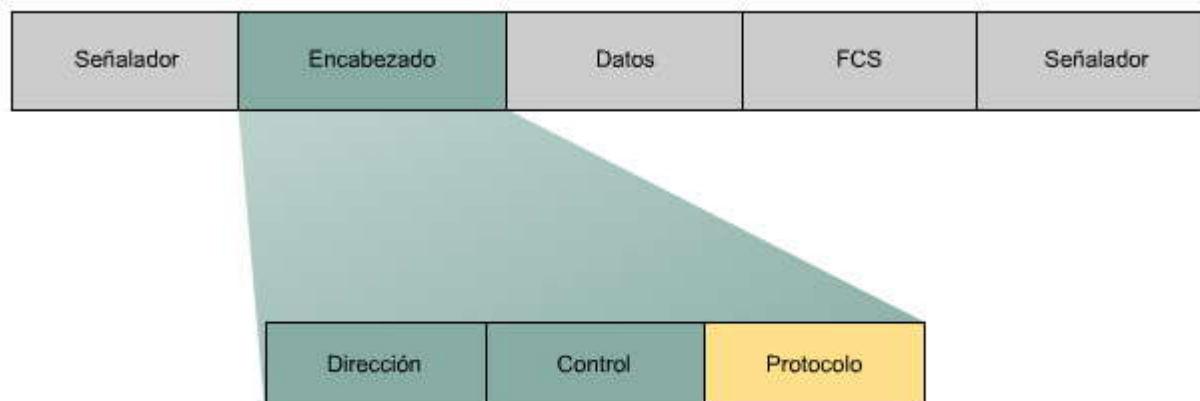 Señalador Encabezado Datos FCS Señalador
Dirección Control Protocolo